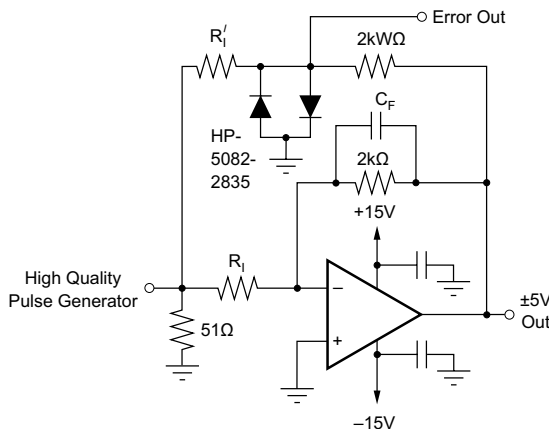 Error Out
R′I
2kWΩ
CF
HP-
5082-
2835
2kΩ
+15V
RI
High Quality
Pulse Generator
51Ω
−
+
±5V
Out
–15V